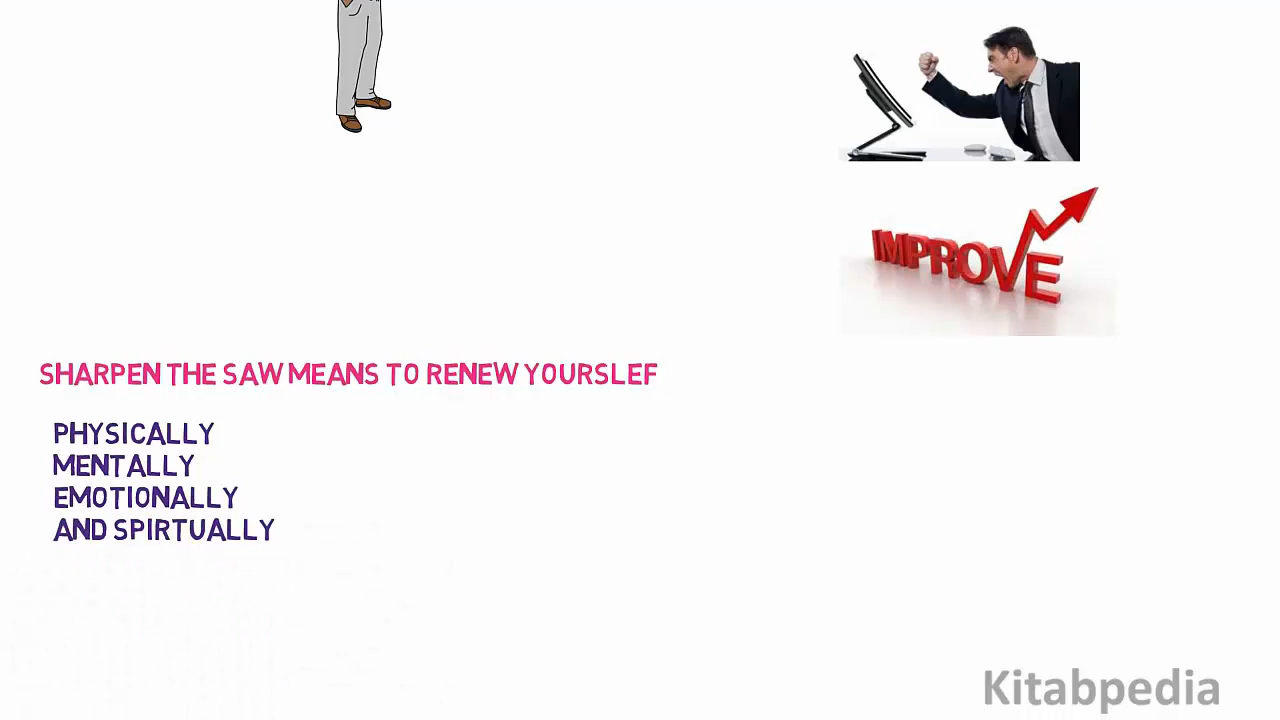 IMPROVE
SHARPEN THE SAW MEANS TO RENEW YOURSLEF
PHYSICALLY
MENTALLY
EMOTIONALLY
AND SPIRTUALLY
Kitabpedia